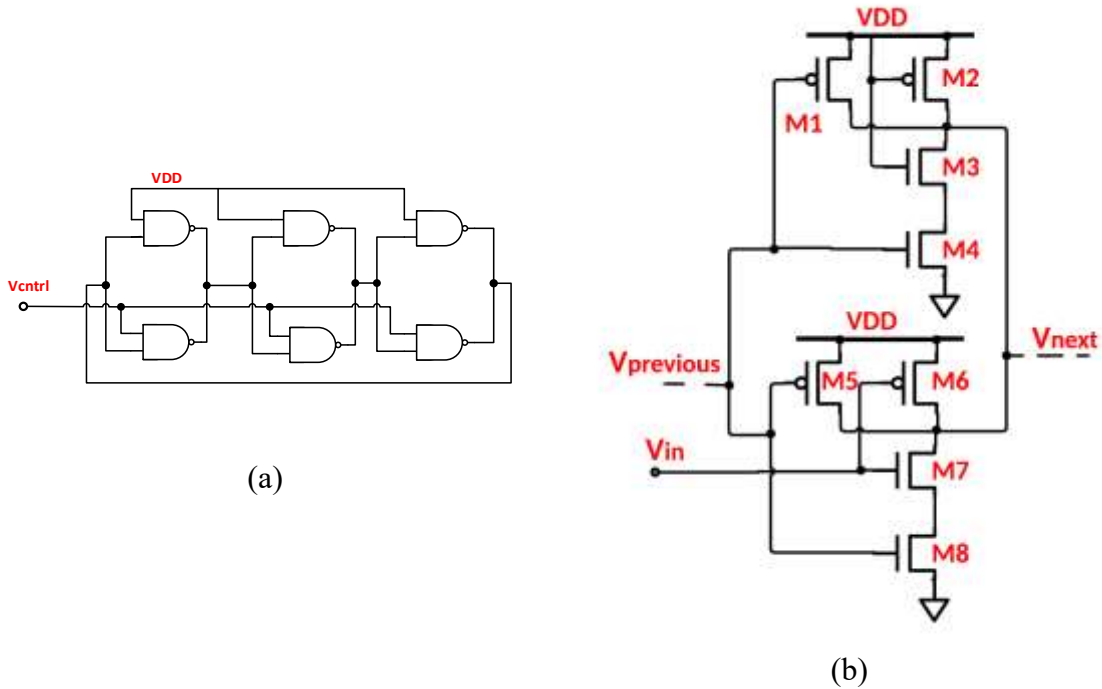 VDD
Vcntrl
(a)
VDD
M2
M1
M3
M4
VDD
Vprevious
M5
M6
Vnext
Vin
M7
M8
(b)